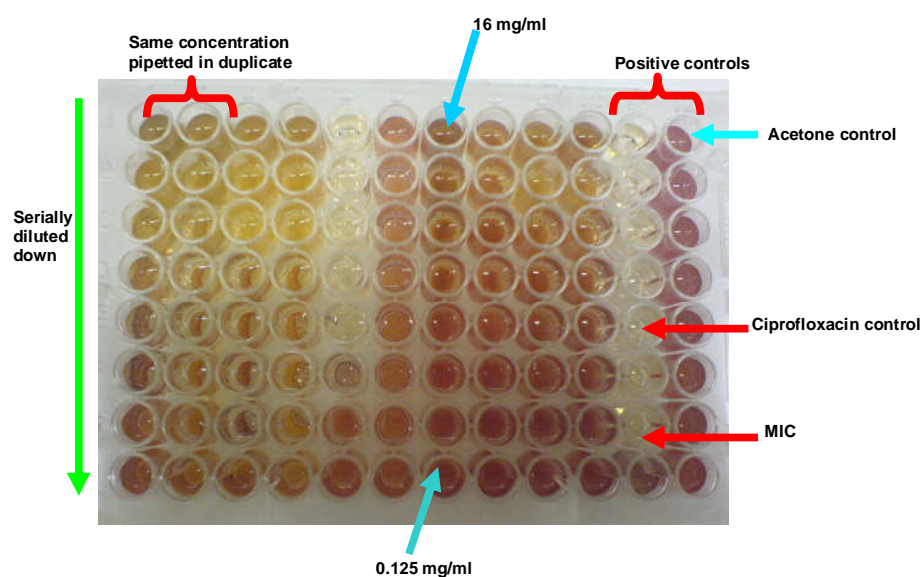 16 mg/ml
Same concentration
pipetted in duplicate
Positive controls
Acetone control
Serially
diluted
down
Ciprofloxacin control
MIC
0.125 mg/ml